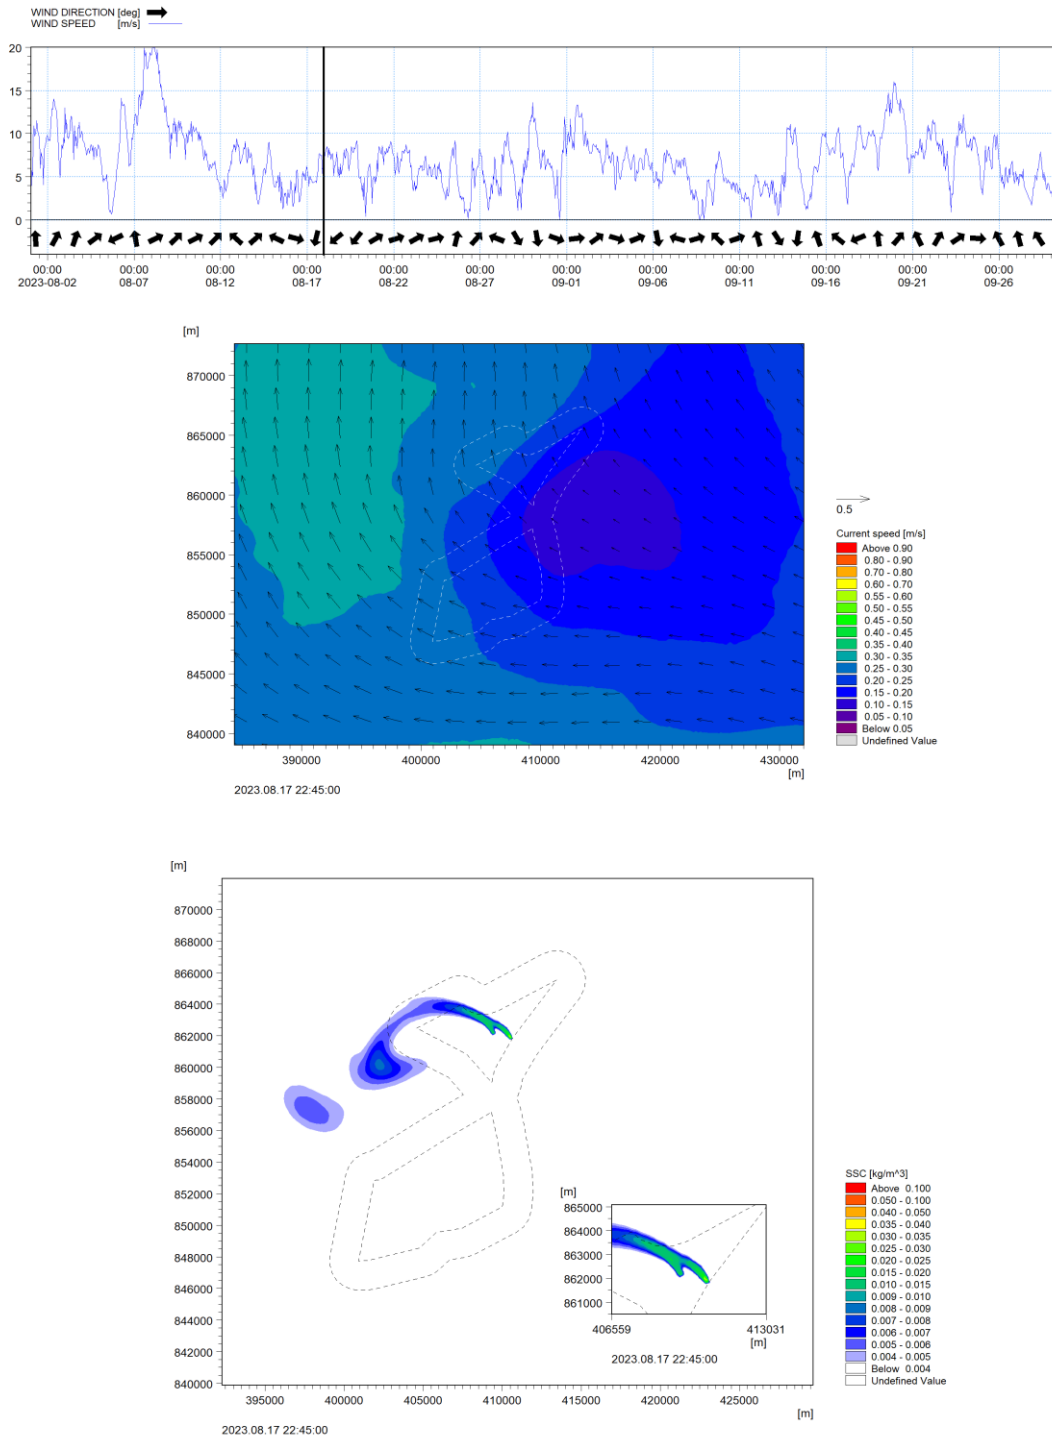 WIND DIRECTION [deg]
WIND SPEED [m/s]
20
15
10
5
0
00:00 00:00 00:00 00:00 00:00 00:00 00:00 00:00 00:00 00:00 00:00 00:00
2023-08-02 08-07 08-12 08-17 08-22 08-27 09-01 09-06 09-11 09-16 09-21 09-26
[m]
870000
865000
860000
855000
850000
845000
840000
390000 400000 410000 420000 430000
[m]
2023.08.17 22:45:00
0.5
Current speed [m/s]
Above 0.90
0.80 - 0.90
0.70 - 0.80
0.60 - 0.70
0.55 - 0.60
0.50 - 0.55
0.45 - 0.50
0.40 - 0.45
0.35 - 0.40
0.30 - 0.35
0.25 - 0.30
0.20 - 0.25
0.15 - 0.20
0.10 - 0.15
0.05 - 0.10
Below 0.05
Undefined Value
[m]
870000
868000
866000
864000
862000
860000
858000
856000
854000
852000
850000
848000
846000
844000
842000
840000
395000 400000 405000 410000 415000 420000 425000
[m]
2023.08.17 22:45:00
[m]
865000
864000
863000
862000
861000
406559 413031
[m]
2023.08.17 22:45:00
SSC [kg/m^3]
Above 0.100
0.050 - 0.100
0.040 - 0.050
0.035 - 0.040
0.030 - 0.035
0.025 - 0.030
0.020 - 0.025
0.015 - 0.020
0.010 - 0.015
0.009 - 0.010
0.008 - 0.009
0.007 - 0.008
0.006 - 0.007
0.005 - 0.006
0.004 - 0.005
Below 0.004
Undefined Value